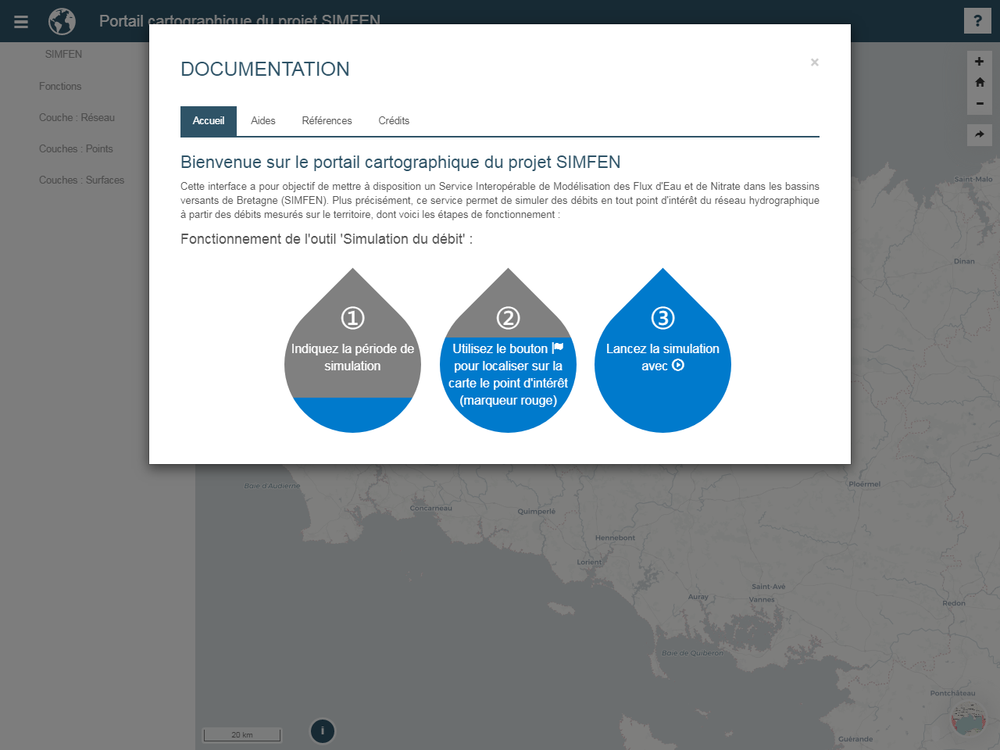 Portail cartographique du projet SIMFEN
?
SIMFEN
Fonctions
Couche : Réseau
Couches : Points
Couches : Surfaces
DOCUMENTATION
×
Accueil
Aides
Références
Crédits
Bienvenue sur le portail cartographique du projet SIMFEN
Cette interface a pour objectif de mettre à disposition un Service Interopérable de Modélisation des Flux d'Eau et de Nitrate dans les bassins
versants de Bretagne (SIMFEN). Plus précisément, ce service permet de simuler des débits en tout point d'intérêt du réseau hydrographique
à partir des débits mesurés sur le territoire, dont voici les étapes de fonctionnement :
Fonctionnement de l'outil 'Simulation du débit' :
①
Indiquez la période de
simulation
②
Utilisez le bouton
pour localiser sur la
carte le point d'intérêt
(marqueur rouge)
③
Lancez la simulation
avec
+
−
Saint-Malo
Dinan
Baie d'Audierne
Concarneau
Quimperlé
Ploërmel
Hennebont
Lorient
Auray
Saint-Avé
Vannes
Redon
Baie de Quiberon
Pontchâteau
Guérande
20 km
i